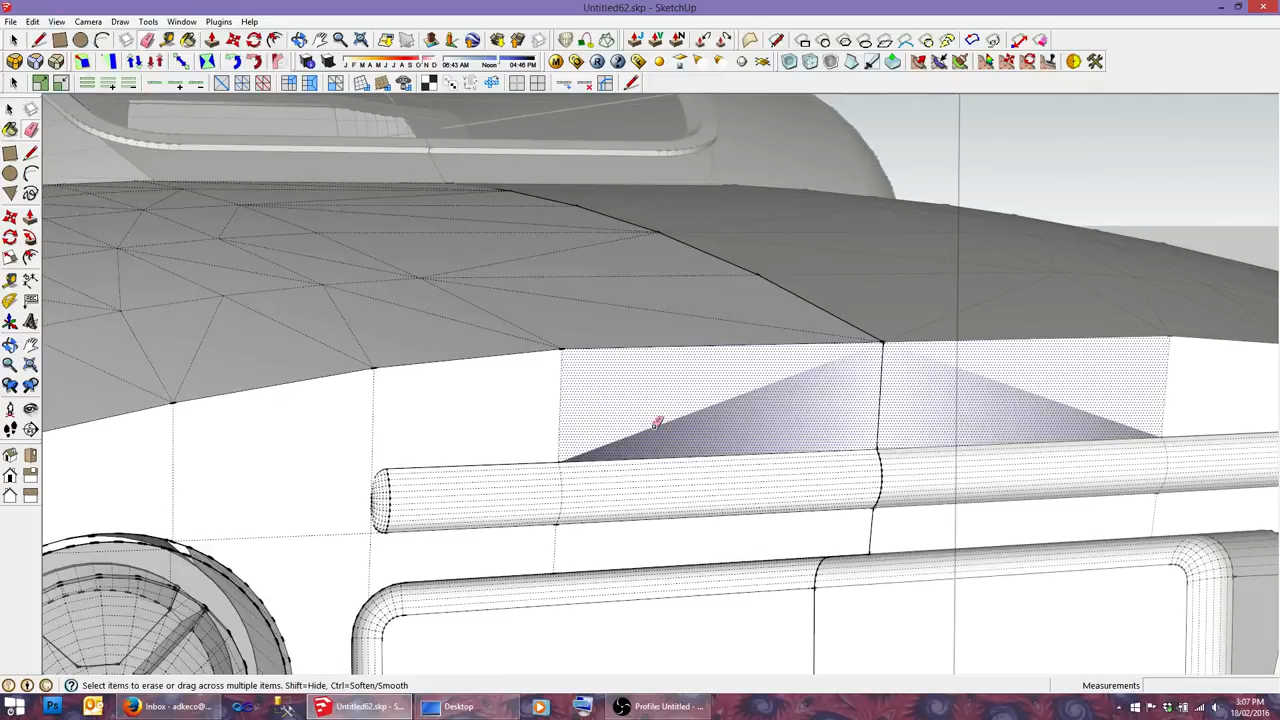 Untitled62.skp - SketchUp
File Edit View Camera Draw Tools Window Plugins Help
J F M A M J J A S O N D
06:43 AM Noon 04:46 PM
Select items to erase or drag across multiple items. Shift=Hide, Ctrl=Soften/Smooth
Measurements
Inbox - adkeco@...
Untitled62.skp - S...
Desktop
Profile: Untitled - ...
3:07 PM
18/02/2016